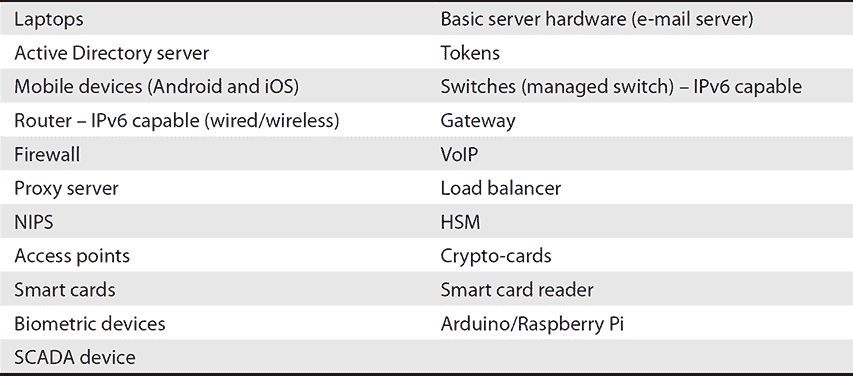 Laptops Basic server hardware (e-mail server)
Active Directory server Tokens
Mobile devices (Android and iOS) Switches (managed switch) – IPv6 capable
Router – IPv6 capable (wired/wireless) Gateway
Firewall VoIP
Proxy server Load balancer
NIPS HSM
Access points Crypto-cards
Smart cards Smart card reader
Biometric devices Arduino/Raspberry Pi
SCADA device